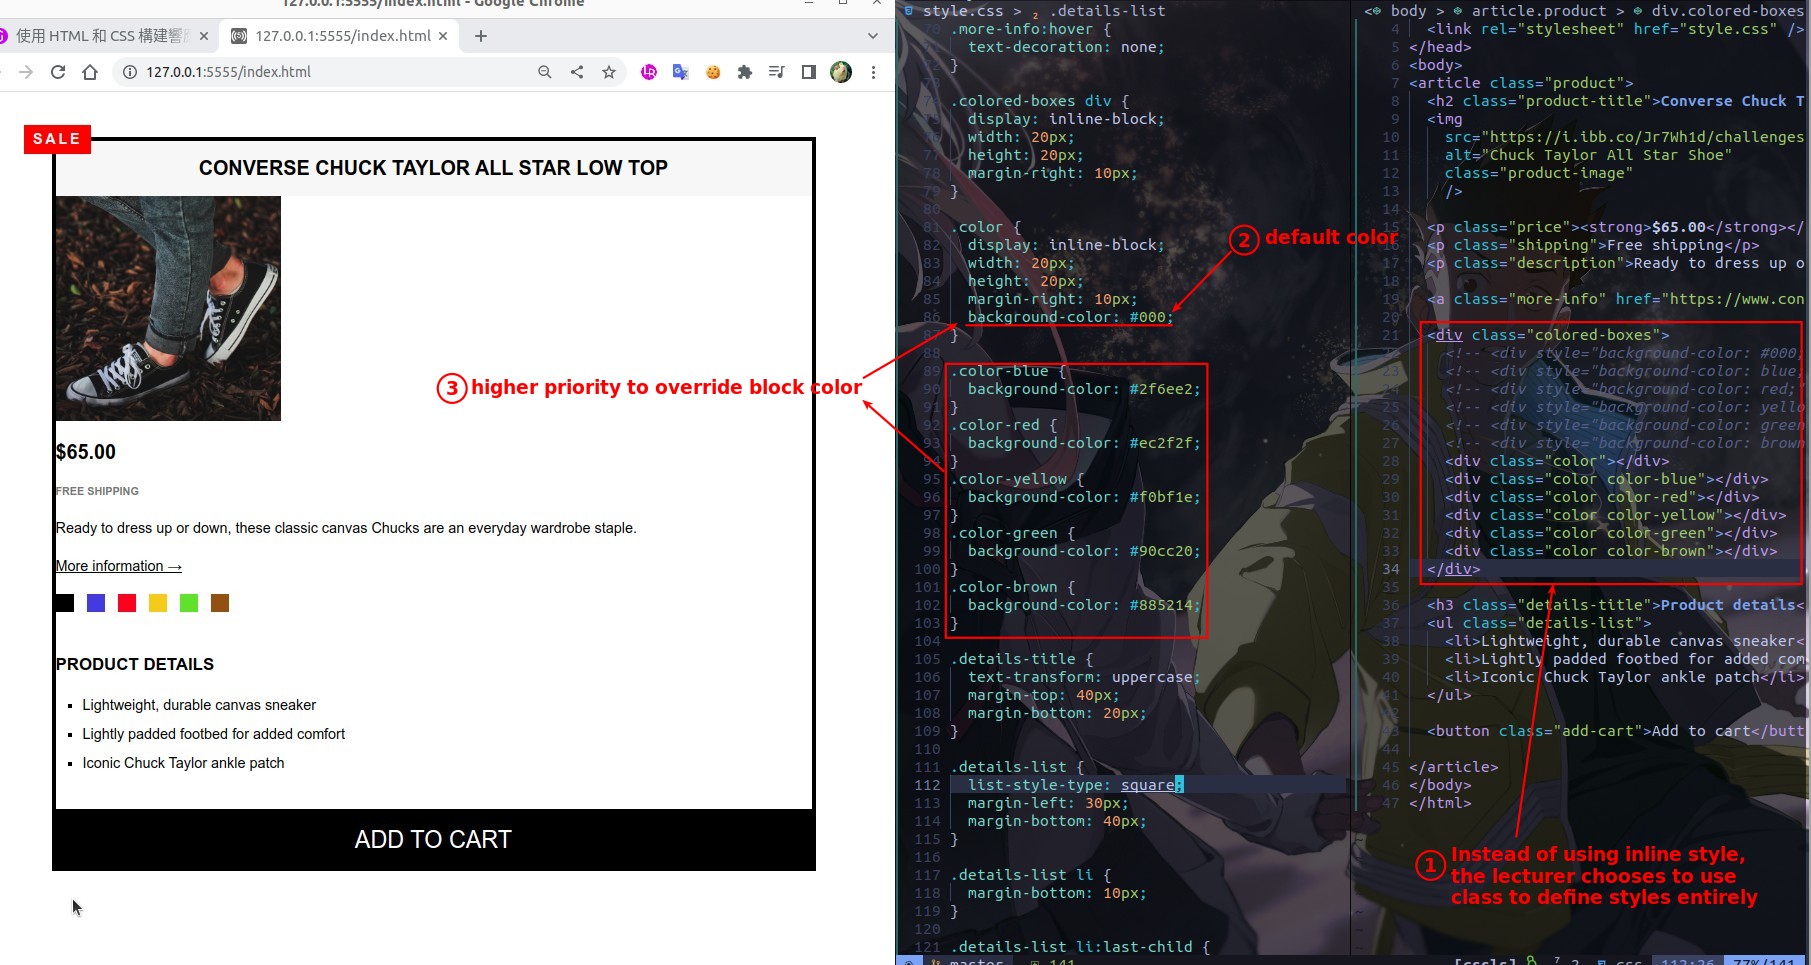 127.0.0.1:5555/index.html - Google Chrome
使用 HTML 和 CSS 構建響
127.0.0.1:5555/index.html
127.0.0.1:5555/index.html
SALE
CONVERSE CHUCK TAYLOR ALL STAR LOW TOP
$65.00
FREE SHIPPING
Ready to dress up or down, these classic canvas Chucks are an everyday wardrobe staple.
More information →
PRODUCT DETAILS
Lightweight, durable canvas sneaker
Lightly padded footbed for added comfort
Iconic Chuck Taylor ankle patch
ADD TO CART
③ higher priority to override block color
style.css > .details-list
.more-info:hover {
text-decoration: none;
}
.colored-boxes div {
display: inline-block;
width: 20px;
77 height: 20px;
78 margin-right: 10px;
79 }
80
81 .color {
82 display: inline-block;
83 width: 20px;
84 height: 20px;
85 margin-right: 10px;
86 background-color: #000;
87 }
88
89 .color-blue {
90 background-color: #2f6ee2;
91 }
92 .color-red {
93 background-color: #ec2f2f;
94 }
95 .color-yellow {
96 background-color: #f0bf1e;
97 }
98 .color-green {
99 background-color: #90cc20;
100 }
101 .color-brown {
102 background-color: #885214;
103 }
104
105 .details-title {
106 text-transform: uppercase;
107 margin-top: 40px;
108 margin-bottom: 20px;
109 }
110
111 .details-list {
112 list-style-type: square;
113 margin-left: 30px;
114 margin-bottom: 40px;
115 }
116
117 .details-list li {
118 margin-bottom: 10px;
119 }
120
121 .details-list li:last-child {
② default color
body > article.product > div.colored-boxes
4 <link rel="stylesheet" href="style.css" />
5 </head>
6 <body>
7 <article class="product">
8 <h2 class="product-title">Converse Chuck T
9 <img
10 src="https://i.ibb.co/Jr7Wh1d/challenges
11 alt="Chuck Taylor All Star Shoe"
12 class="product-image"
13 />
14
15 <p class="price"><strong>$65.00</strong></
16 <p class="shipping">Free shipping</p>
17 <p class="description">Ready to dress up o
18
19 <a class="more-info" href="https://www.con
20
21 <div class="colored-boxes">
22 <!-- <div style="background-color: #000;
23 <!-- <div style="background-color: blue;
24 <!-- <div style="background-color: red;"
25 <!-- <div style="background-color: yello
26 <!-- <div style="background-color: green
27 <!-- <div style="background-color: brown
28 <div class="color"></div>
29 <div class="color color-blue"></div>
30 <div class="color color-red"></div>
31 <div class="color color-yellow"></div>
32 <div class="color color-green"></div>
33 <div class="color color-brown"></div>
34 </div>
35
36 <h3 class="details-title">Product details<
37 <ul class="details-list">
38 <li>Lightweight, durable canvas sneaker<
39 <li>Lightly padded footbed for added com
40 <li>Iconic Chuck Taylor ankle patch</li>
41 </ul>
42
43 <button class="add-cart">Add to cart</butt
44
45 </article>
46 </body>
47 </html>
① Instead of using inline style,
the lecturer chooses to use
class to define styles entirely
master 141
[cssls] 2 css 112:26 77%/141